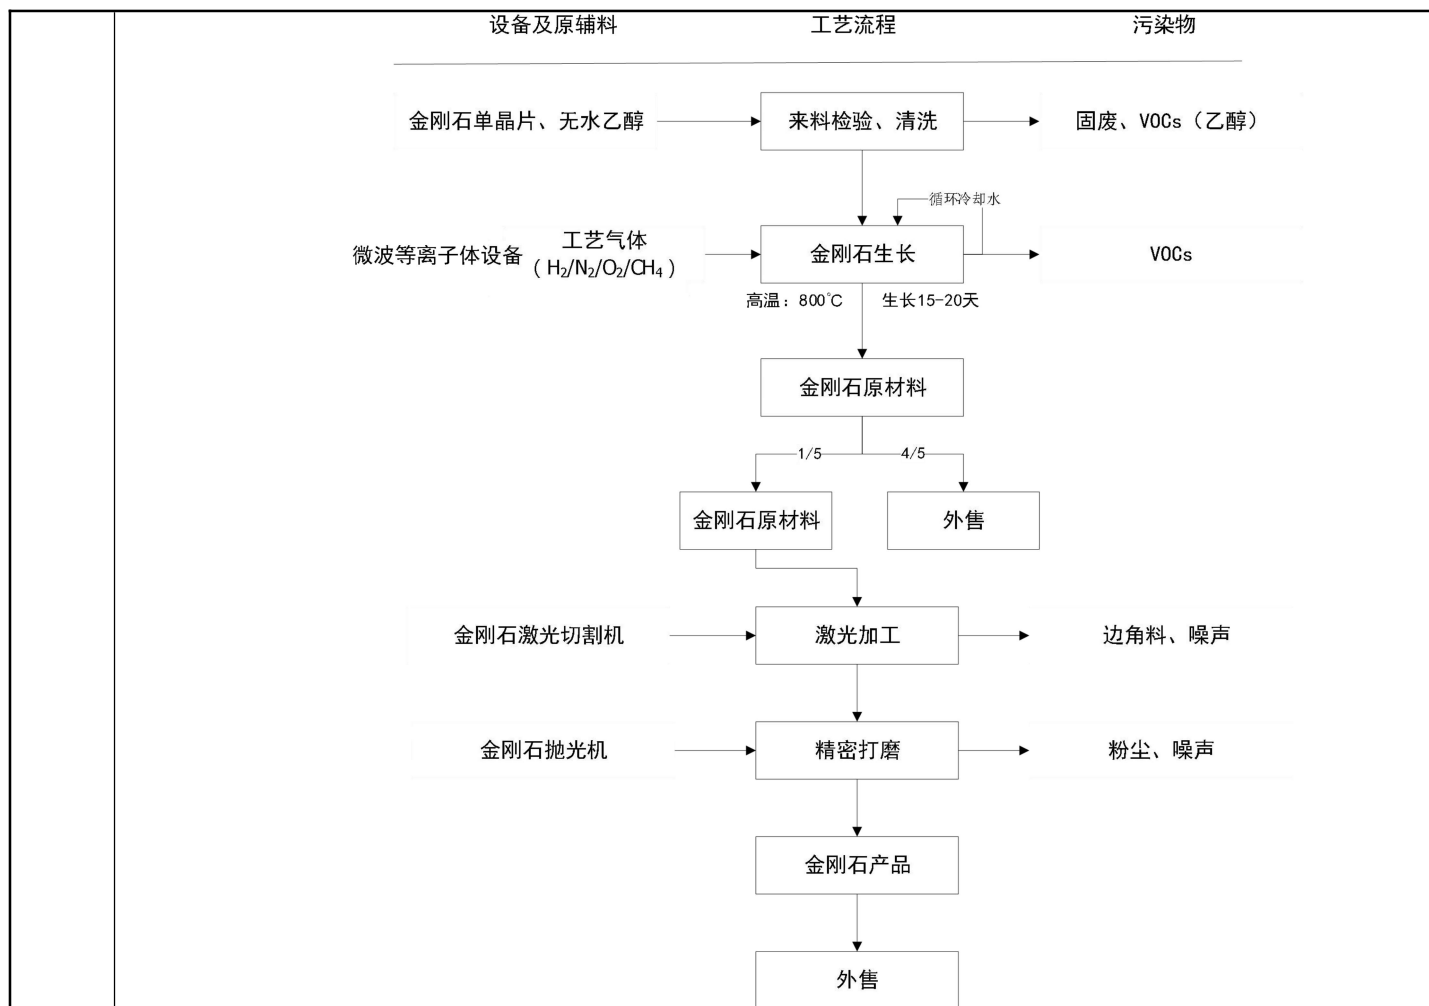 设备及原辅料 工艺流程 污染物
金刚石单晶片、无水乙醇 来料检验、清洗 固废、VOCs（乙醇）
循环冷却水
微波等离子体设备 工艺气体 金刚石生长 VOCs
（H₂/N₂/O₂/CH₄）
高温：800℃ 生长15-20天
金刚石原材料
1/5 4/5
金刚石原材料 外售
金刚石激光切割机 激光加工 边角料、噪声
金刚石抛光机 精密打磨 粉尘、噪声
金刚石产品
外售